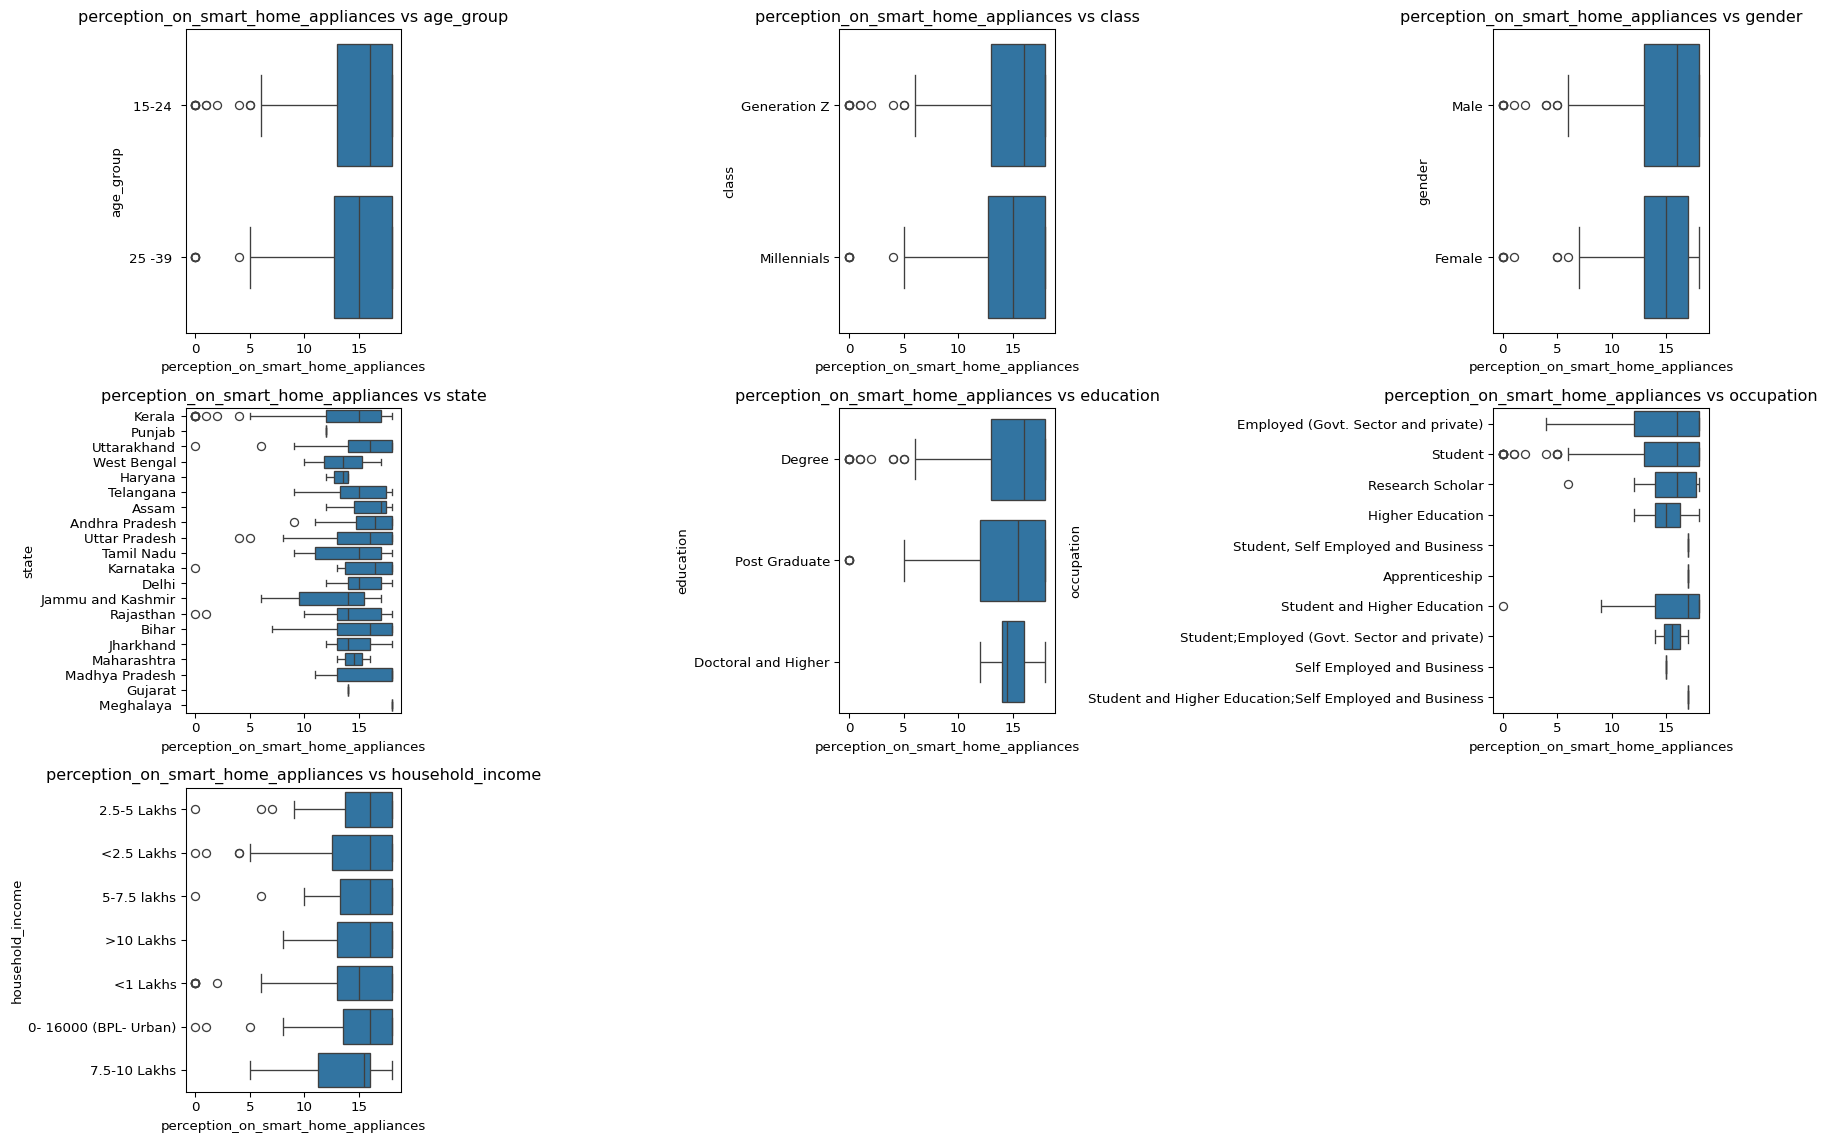 perception_on_smart_home_appliances vs age_group
15-24
25 -39
age_group
0 5 10 15
perception_on_smart_home_appliances
perception_on_smart_home_appliances vs class
Generation Z
Millennials
class
0 5 10 15
perception_on_smart_home_appliances
perception_on_smart_home_appliances vs gender
Male
Female
gender
0 5 10 15
perception_on_smart_home_appliances
perception_on_smart_home_appliances vs state
Kerala
Punjab
Uttarakhand
West Bengal
Haryana
Telangana
Assam
Andhra Pradesh
Uttar Pradesh
Tamil Nadu
Karnataka
Delhi
Jammu and Kashmir
Rajasthan
Bihar
Jharkhand
Maharashtra
Madhya Pradesh
Gujarat
Meghalaya
state
0 5 10 15
perception_on_smart_home_appliances
perception_on_smart_home_appliances vs education
Degree
Post Graduate
Doctoral and Higher
education
0 5 10 15
perception_on_smart_home_appliances
perception_on_smart_home_appliances vs occupation
Employed (Govt. Sector and private)
Student
Research Scholar
Higher Education
Student, Self Employed and Business
Apprenticeship
Student and Higher Education
Student;Employed (Govt. Sector and private)
Self Employed and Business
Student and Higher Education;Self Employed and Business
occupation
0 5 10 15
perception_on_smart_home_appliances
perception_on_smart_home_appliances vs household_income
2.5-5 Lakhs
<2.5 Lakhs
5-7.5 lakhs
>10 Lakhs
<1 Lakhs
0- 16000 (BPL- Urban)
7.5-10 Lakhs
household_income
0 5 10 15
perception_on_smart_home_appliances